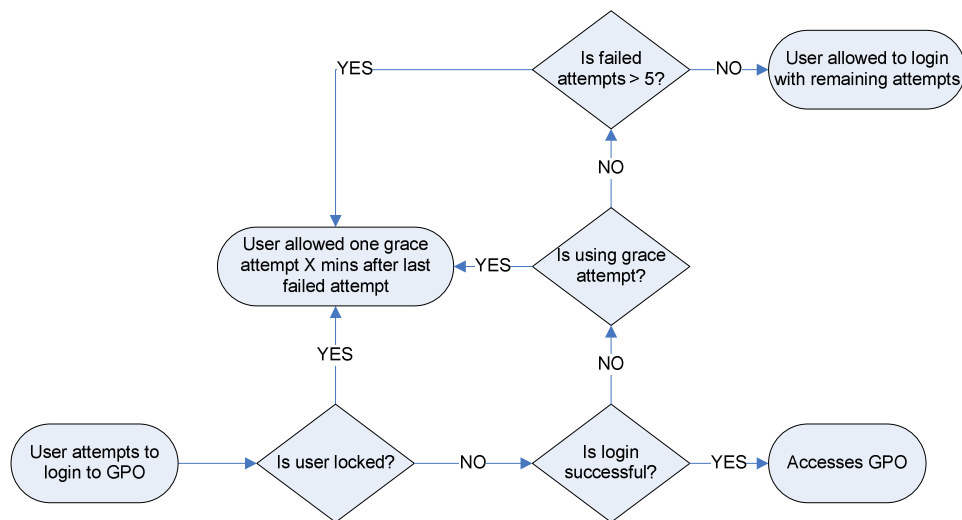 Is failed
attempts > 5?
YES
NO
User allowed to login
with remaining attempts
NO
User allowed one grace
attempt X mins after last
failed attempt
YES
Is using grace
attempt?
YES
NO
User attempts to
login to GPO
Is user locked?
NO
Is login
successful?
YES
Accesses GPO